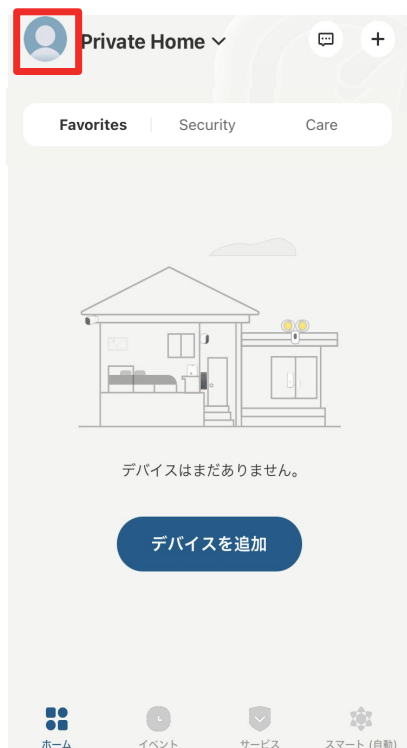 Private Home
Favorites Security Care
デバイスはまだありません。
デバイスを追加
ホーム イベント サービス スマート (自動)